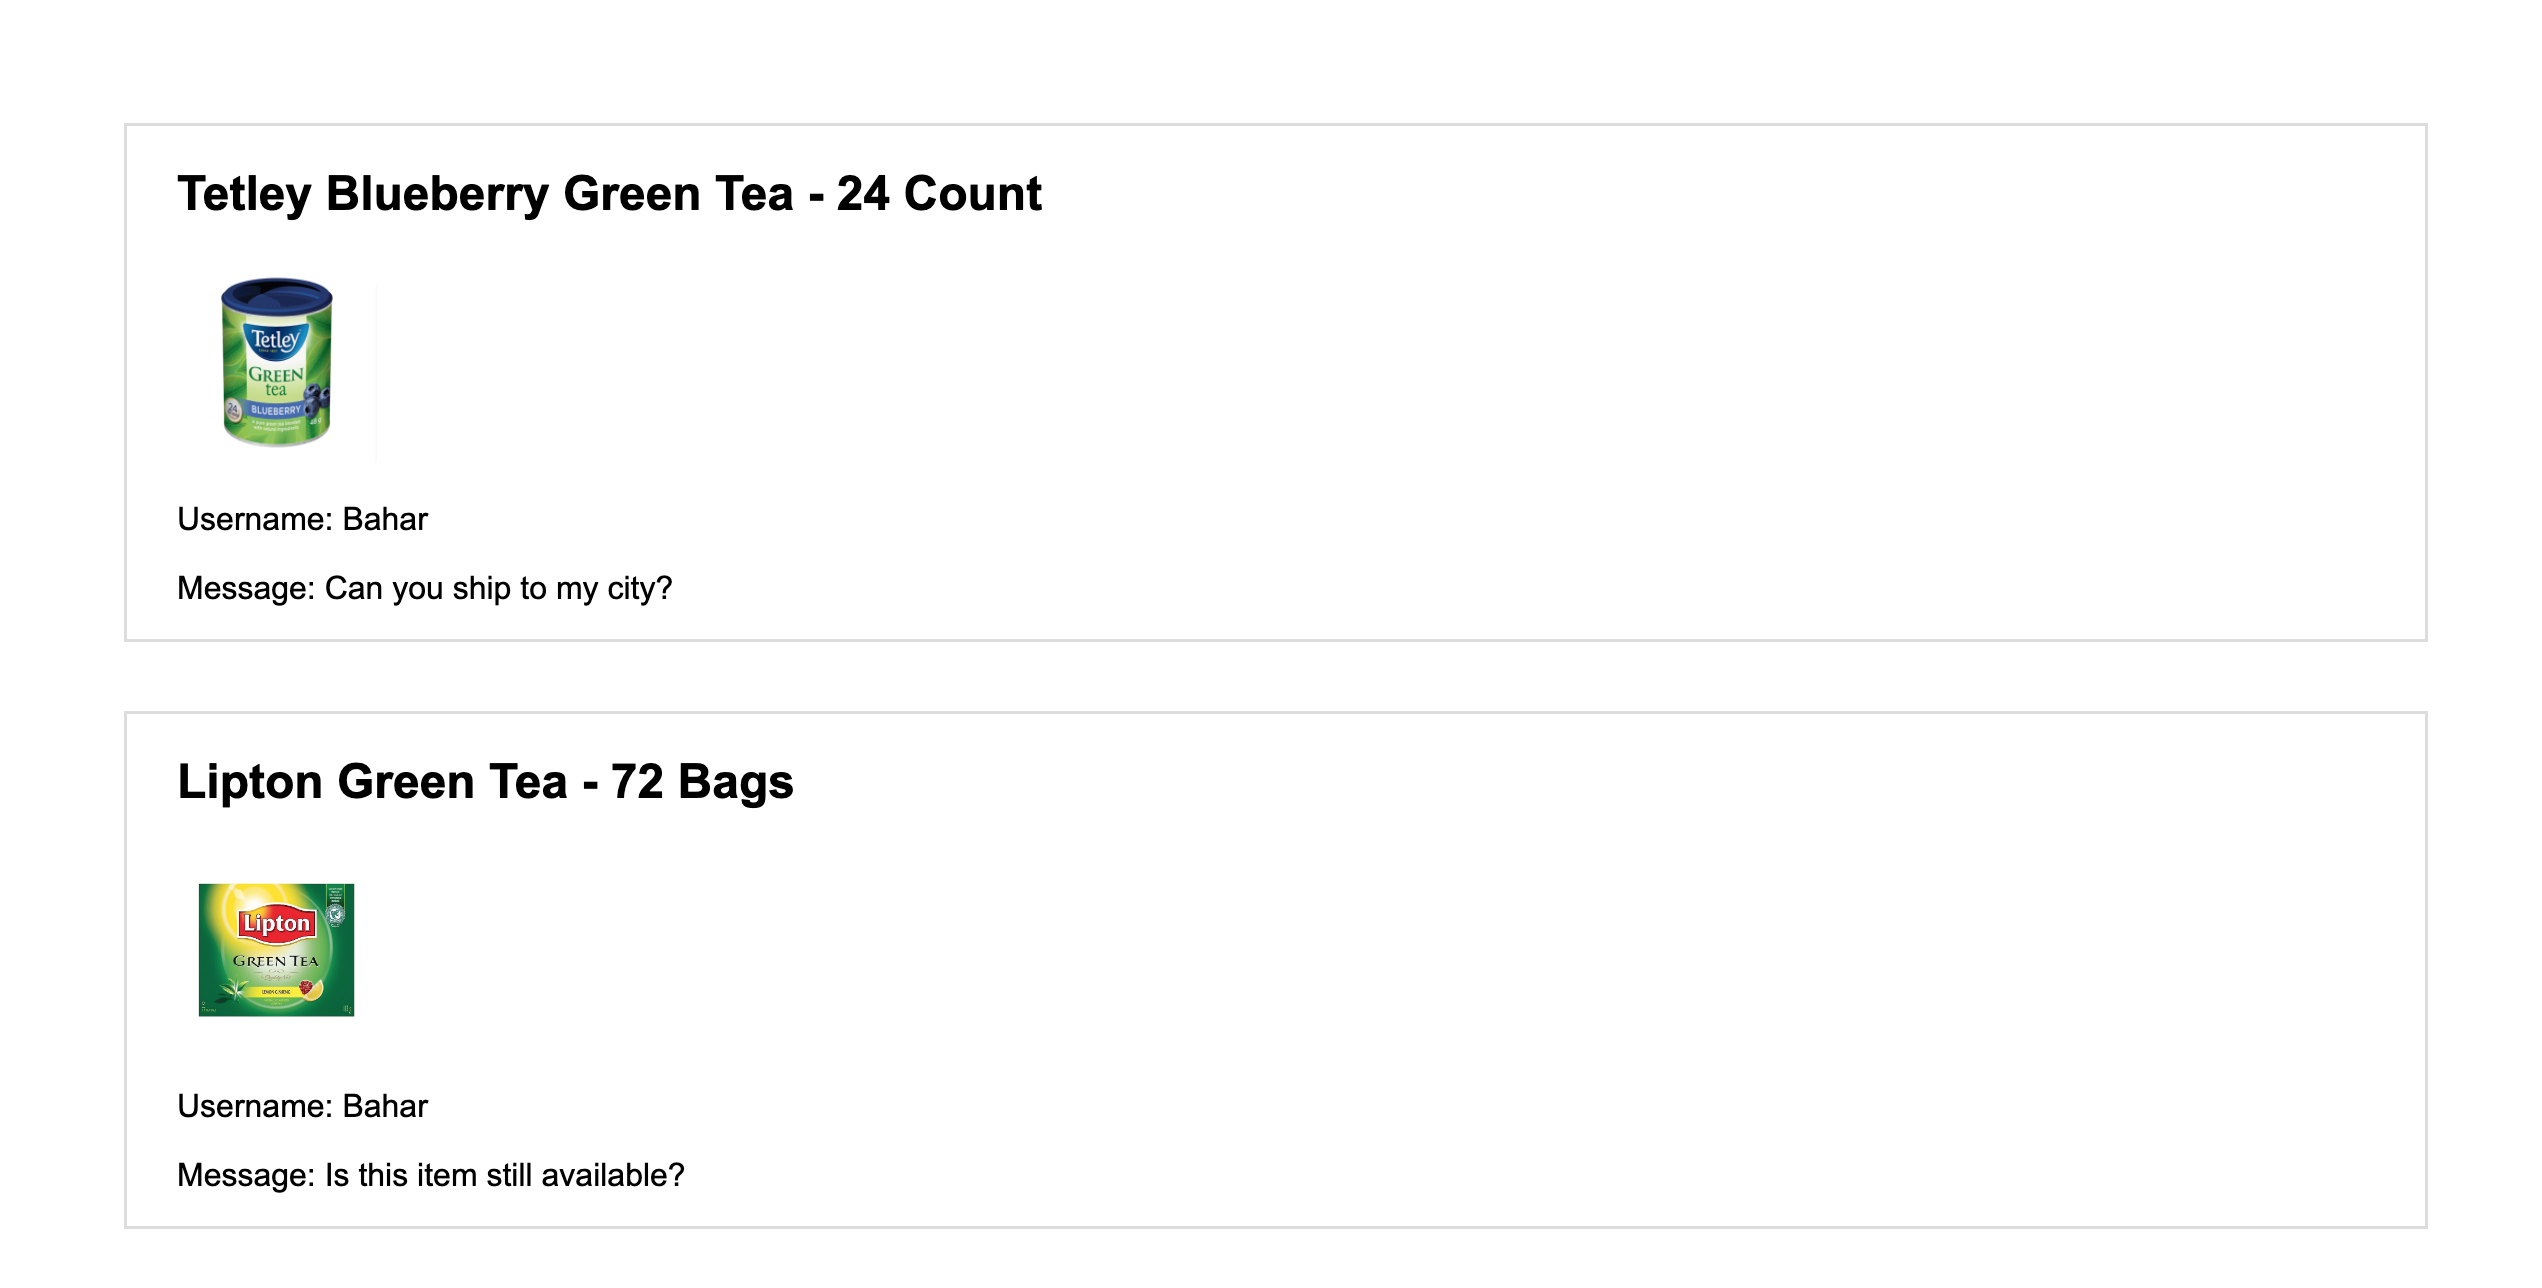 Tetley Blueberry Green Tea - 24 Count
Tetley
GREEN
tea
24
BLUEBERRY
Username: Bahar
Message: Can you ship to my city?
Lipton Green Tea - 72 Bags
Lipton
GREEN TEA
Username: Bahar
Message: Is this item still available?